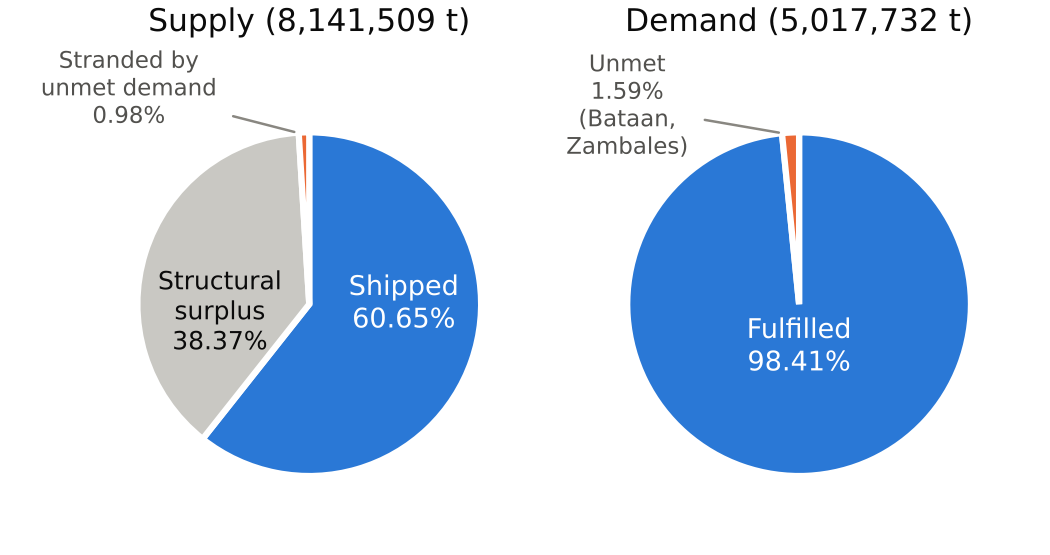 Supply (8,141,509 t)
Stranded by
unmet demand
0.98%
Structural
surplus
38.37%
Shipped
60.65%
Demand (5,017,732 t)
Unmet
1.59%
(Bataan,
Zambales)
Fulfilled
98.41%